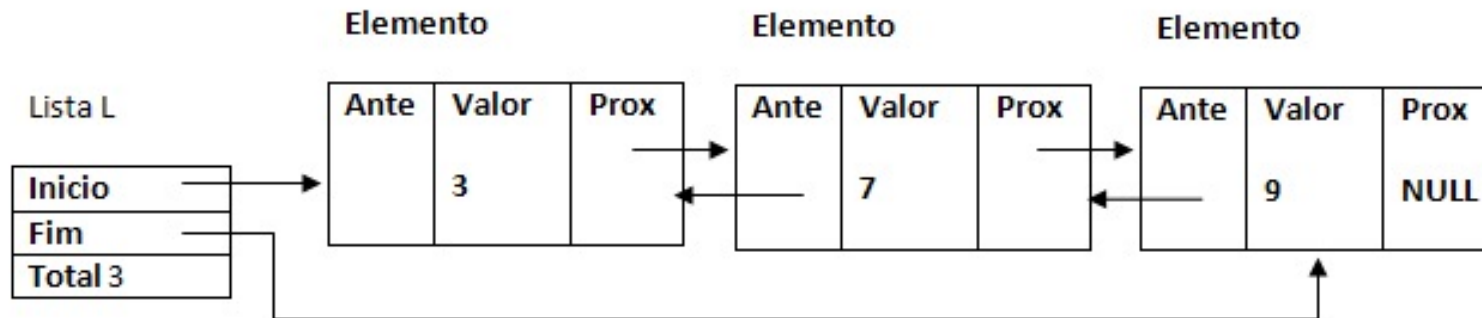 Elemento Elemento Elemento
Lista L
Ante Valor Prox Ante Valor Prox Ante Valor Prox
Inicio 3 7 9 NULL
Fim
Total 3